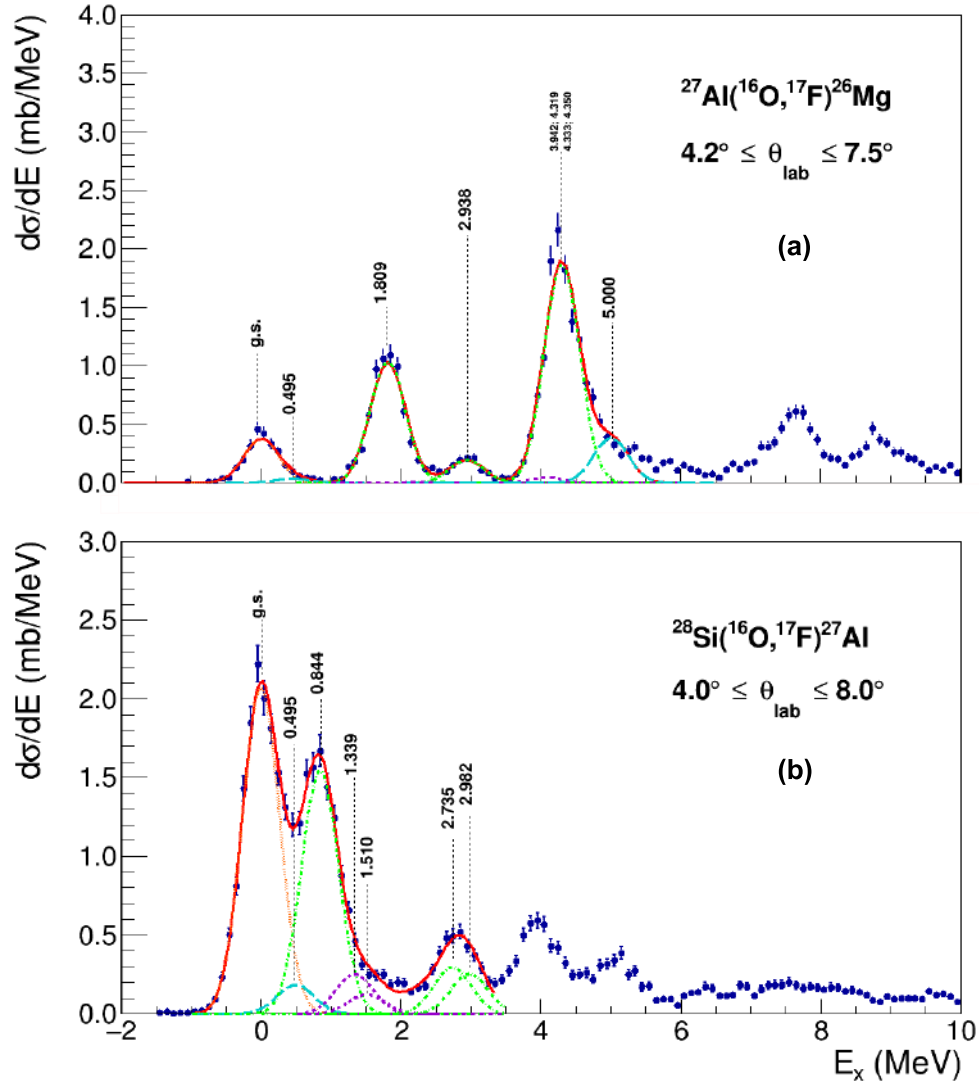 4.0
3.5
3.0
2.5
2.0
1.5
1.0
0.5
0.0
dσ/dE (mb/MeV)
g.s.
0.495
1.809
2.938
3.942; 4.319
4.333; 4.350
5.000
²⁷Al(¹⁶O,¹⁷F)²⁶Mg
4.2° ≤ θ_lab ≤ 7.5°
(a)
3.0
2.5
2.0
1.5
1.0
0.5
0.0
dσ/dE (mb/MeV)
g.s.
0.495
0.844
1.339
1.510
2.735
2.982
²⁸Si(¹⁶O,¹⁷F)²⁷Al
4.0° ≤ θ_lab ≤ 8.0°
(b)
−2 0 2 4 6 8 10
E_x (MeV)